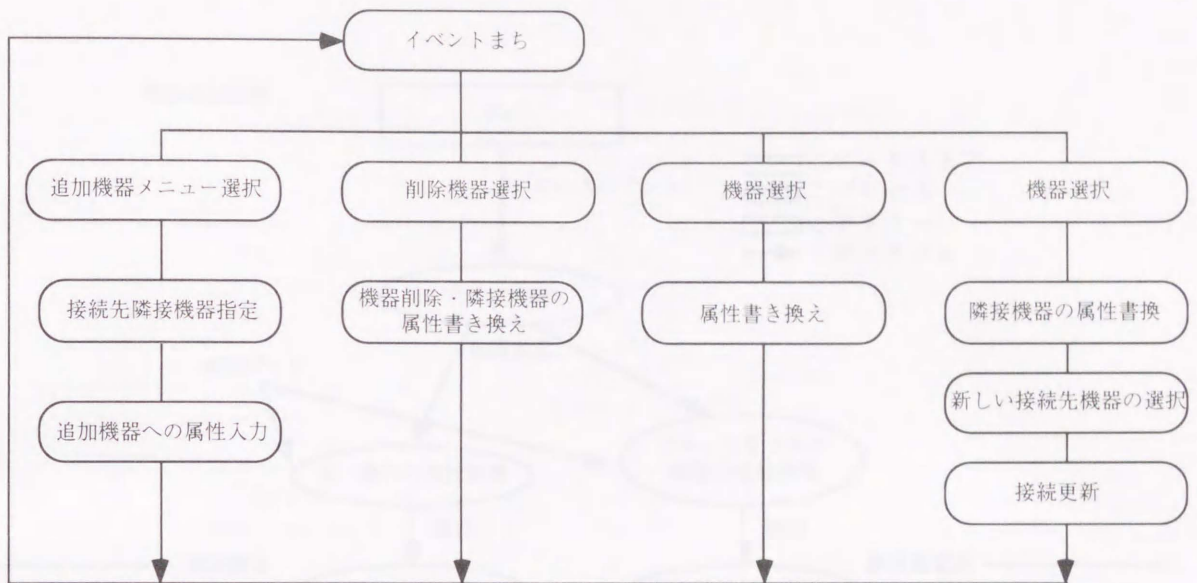 イベントまち
追加機器メニュー選択
削除機器選択
機器選択
機器選択
接続先隣接機器指定
機器削除・隣接機器の
属性書き換え
属性書き換え
隣接機器の属性書換
追加機器への属性入力
新しい接続先機器の選択
接続更新